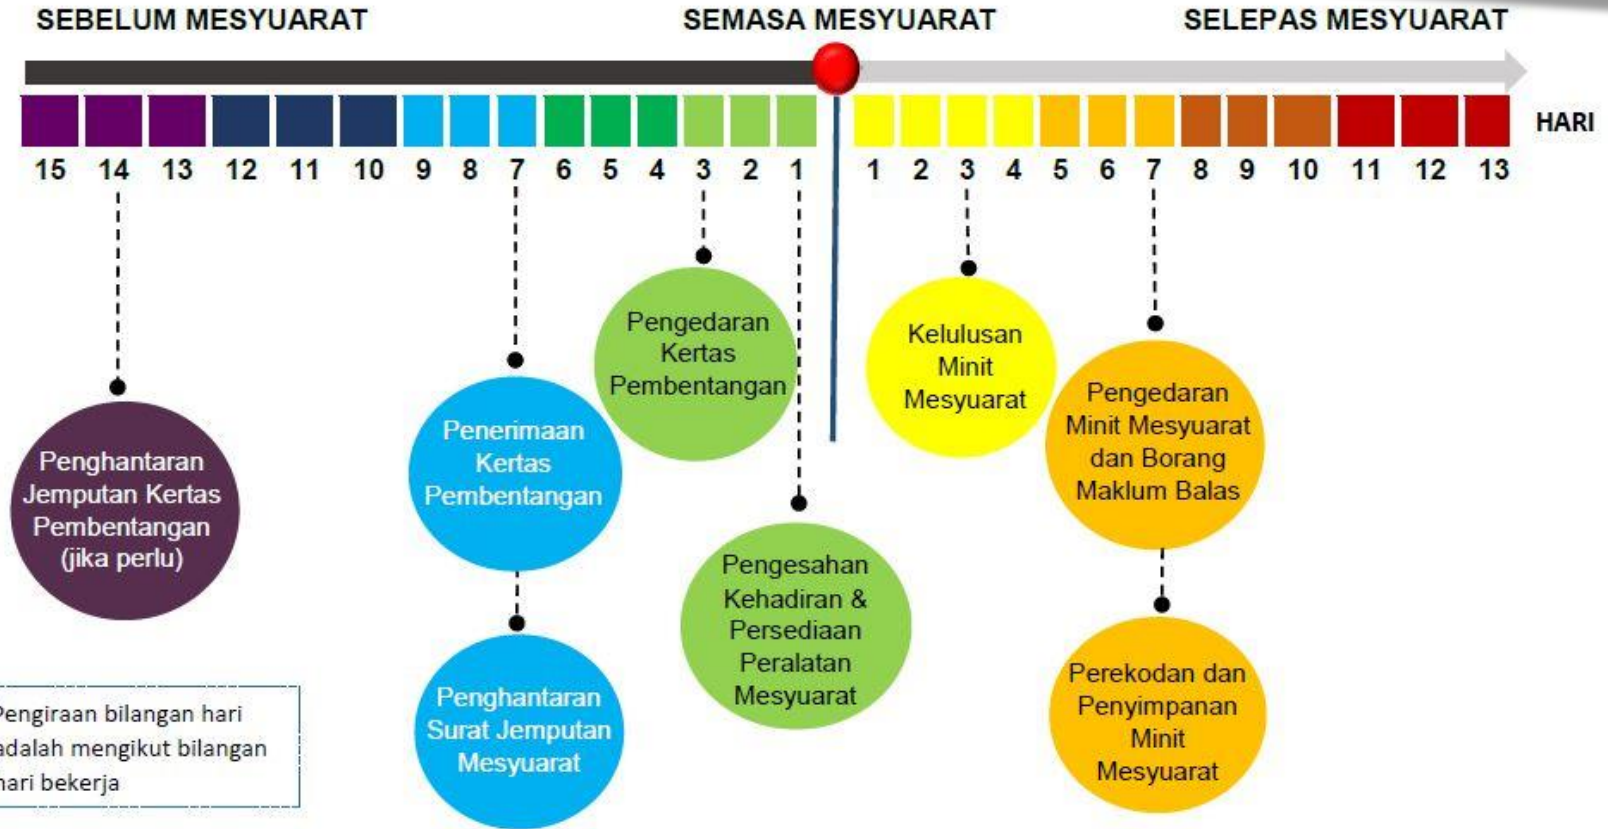 SEBELUM MESYUARAT
SEMASA MESYUARAT
SELEPAS MESYUARAT
HARI
15 14 13 12 11 10 9 8 7 6 5 4 3 2 1 1 2 3 4 5 6 7 8 9 10 11 12 13
Penghantaran
Jemputan Kertas
Pembentangan
(jika perlu)
Penerimaan
Kertas
Pembentangan
Penghantaran
Surat Jemputan
Mesyuarat
Pengedaran
Kertas
Pembentangan
Pengesahan
Kehadiran &
Persediaan
Peralatan
Mesyuarat
Kelulusan
Minit
Mesyuarat
Pengedaran
Minit Mesyuarat
dan Borang
Maklum Balas
Perekodan dan
Penyimpanan
Minit
Mesyuarat
Pengiraan bilangan hari
adalah mengikut bilangan
hari bekerja